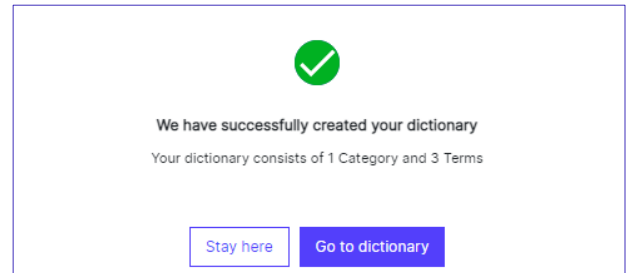 We have successfully created your dictionary
Your dictionary consists of 1 Category and 3 Terms
Stay here
Go to dictionary